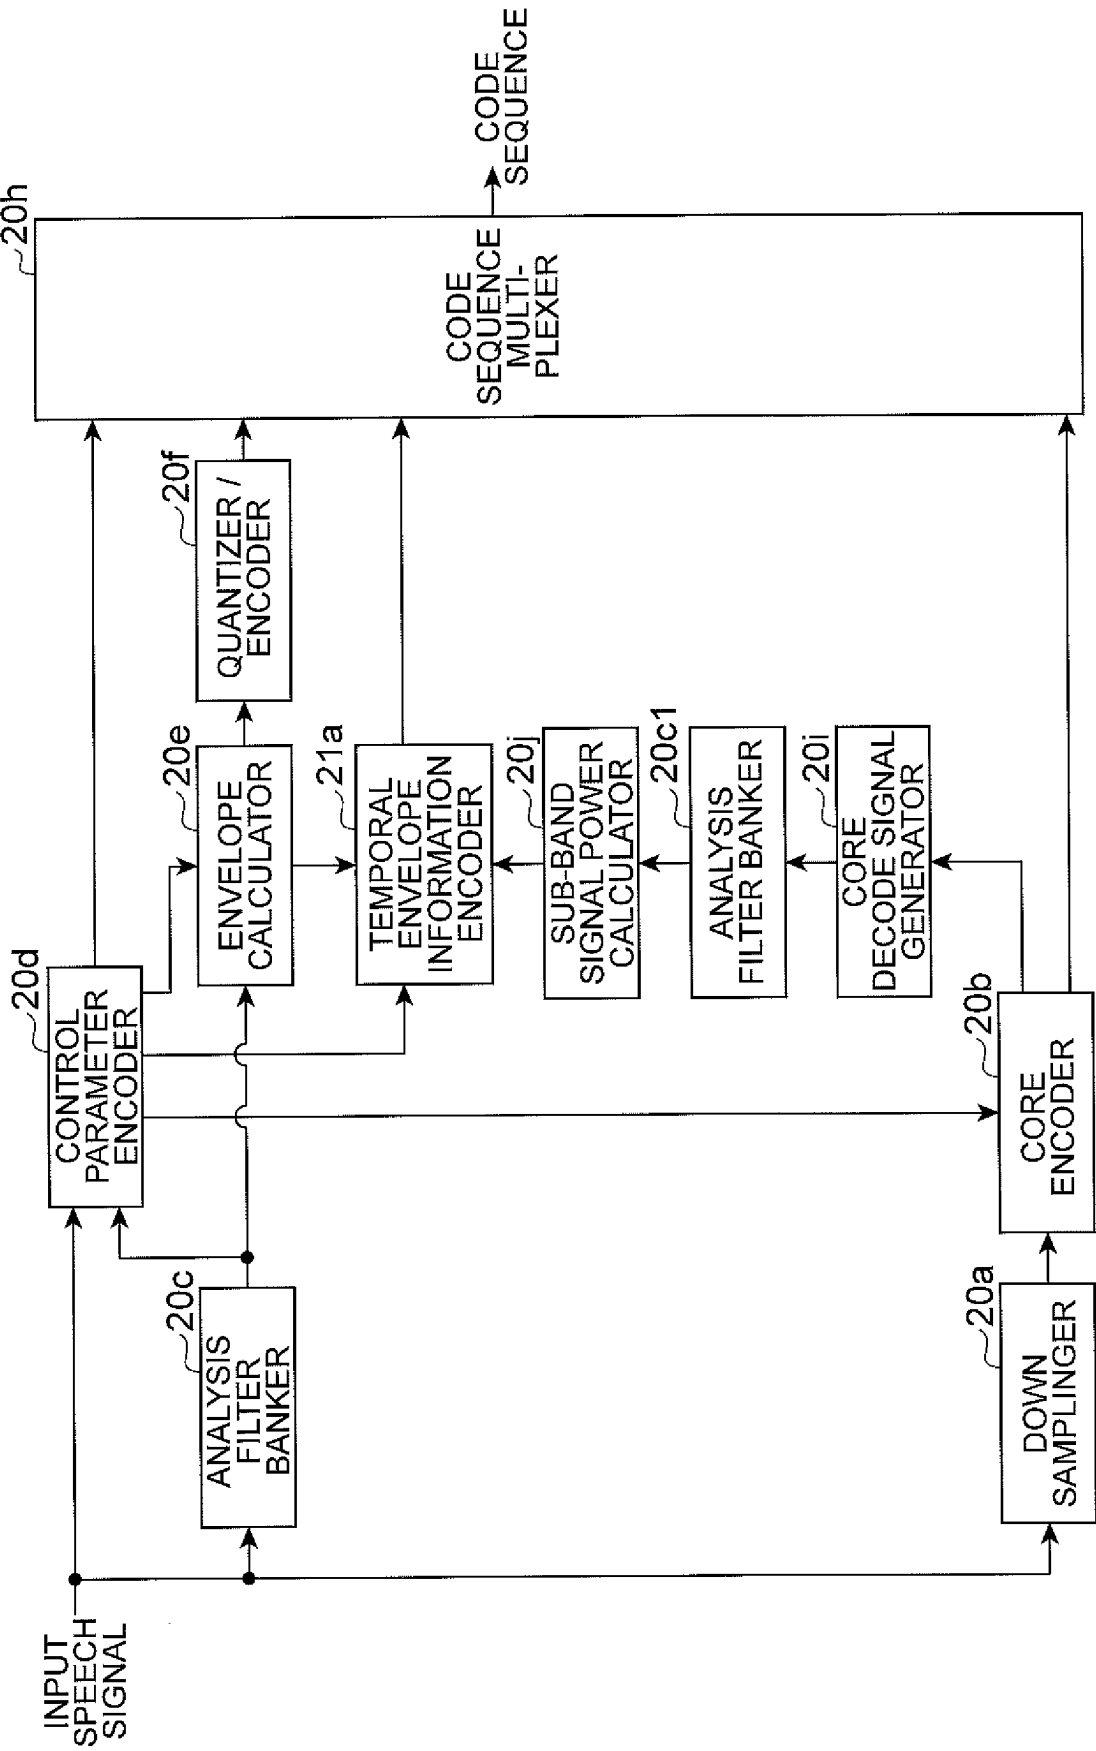 INPUT
SPEECH
SIGNAL
20d
CONTROL
PARAMETER
ENCODER
20c
ANALYSIS
FILTER
BANKER
20e
ENVELOPE
CALCULATOR
20f
QUANTIZER /
ENCODER
21a
TEMPORAL
ENVELOPE
INFORMATION
ENCODER
20j
SUB-BAND
SIGNAL POWER
CALCULATOR
20c1
ANALYSIS
FILTER BANKER
20i
CORE
DECODE SIGNAL
GENERATOR
20a
DOWN
SAMPLINGER
20b
CORE
ENCODER
20h
CODE
SEQUENCE
MULTI-
PLEXER
CODE
SEQUENCE